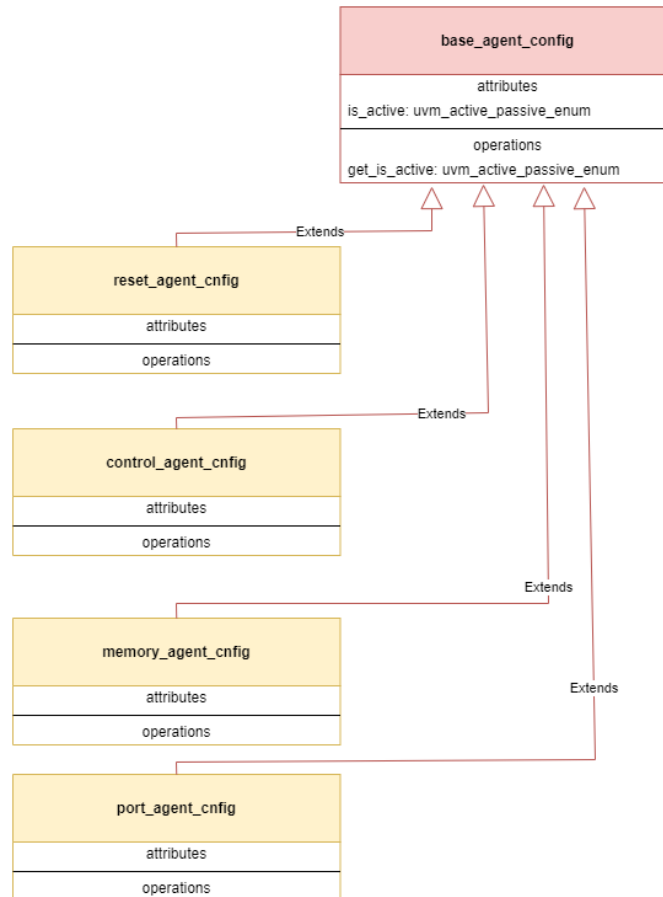 base_agent_config
attributes
is_active: uvm_active_passive_enum
operations
get_is_active: uvm_active_passive_enum
Extends
reset_agent_cnfig
attributes
operations
Extends
control_agent_cnfig
attributes
operations
Extends
memory_agent_cnfig
attributes
operations
Extends
port_agent_cnfig
attributes
operations